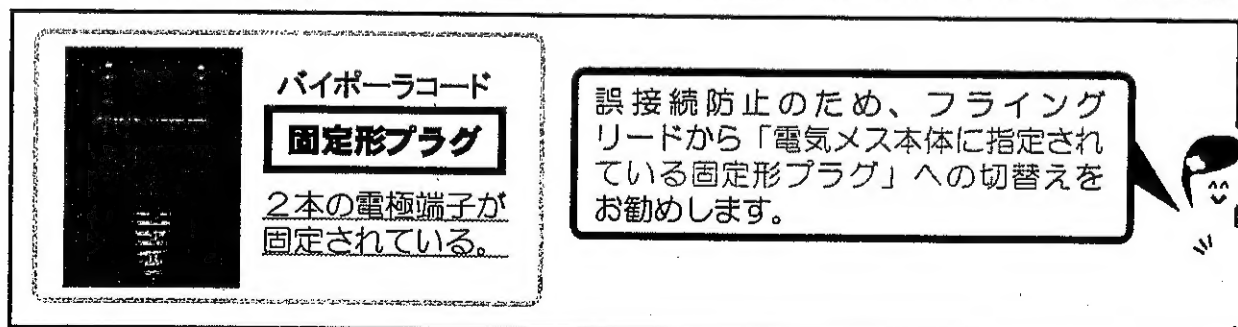 バイポーラコード
固定形プラグ
2本の電極端子が
固定されている。
誤接続防止のため、フライング
リードから「電気メス本体に指定され
ている固定形プラグ」への切替えを
お勧めします。